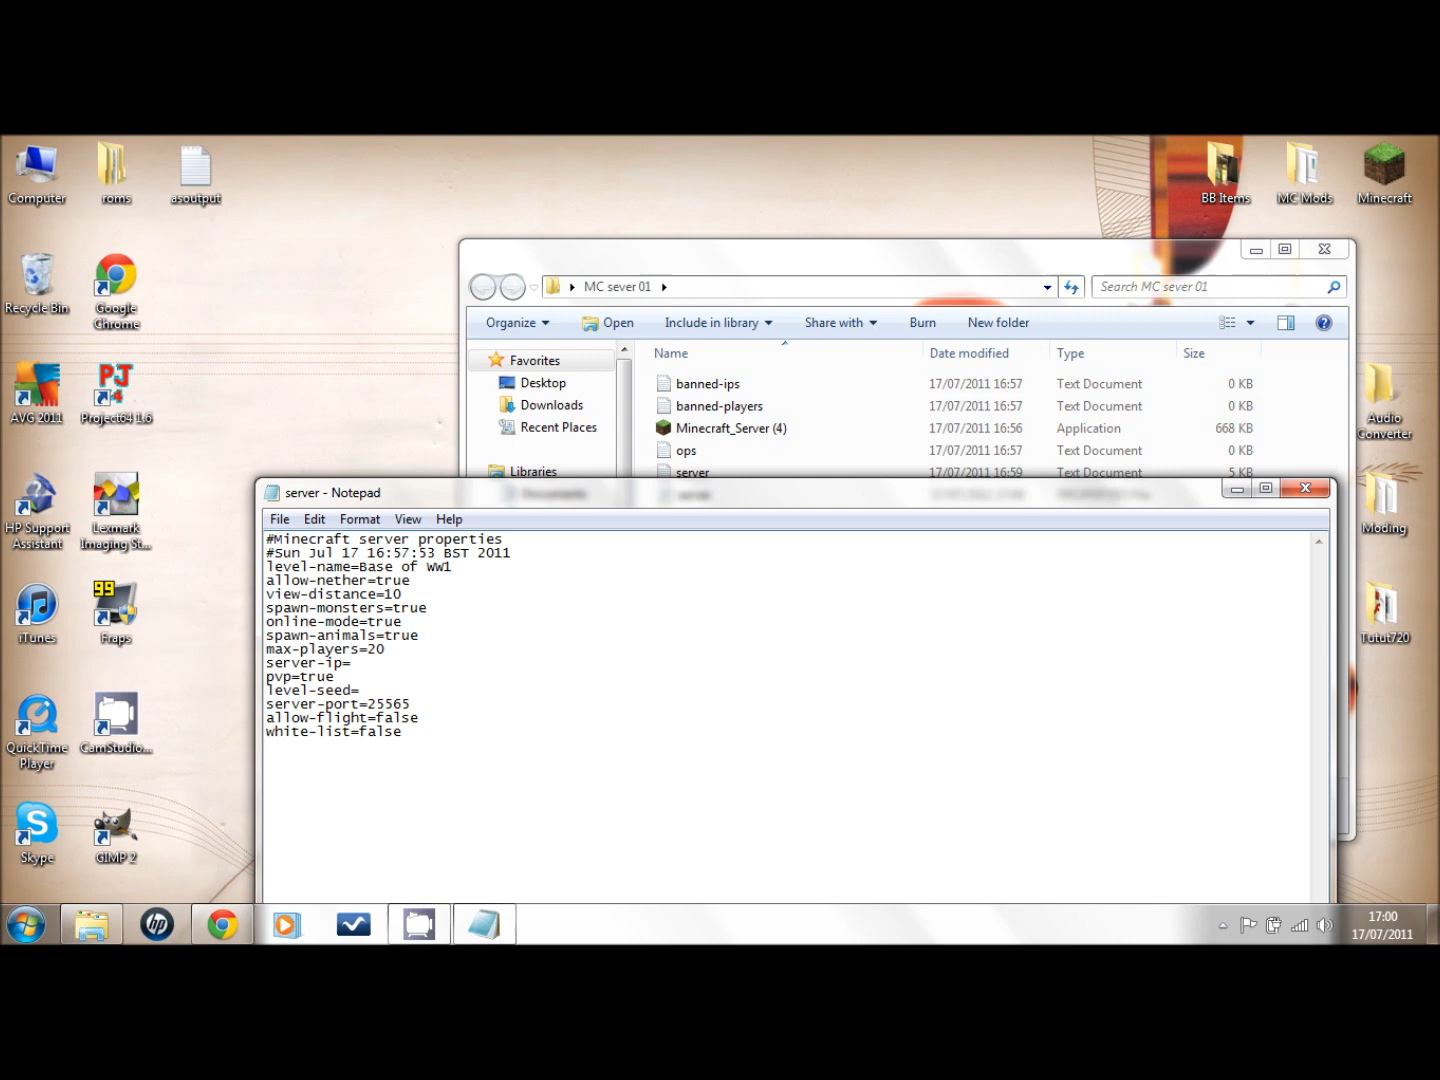 Computer
roms
asoutput
BB Items
MC Mods
Minecraft
Recycle Bin
Google Chrome
AVG 2011
PJ
4
Project64 1.6
HP Support Assistant
Lexmark Imaging St...
iTunes
99
Fraps
QuickTime Player
CamStudio...
Skype
GIMP 2
Audio Converter
Moding
Tutut720
MC sever 01
Search MC sever 01
Organize
Open
Include in library
Share with
Burn
New folder
Favorites
Desktop
Downloads
Recent Places
Libraries
Documents
Name Date modified Type Size
banned-ips 17/07/2011 16:57 Text Document 0 KB
banned-players 17/07/2011 16:57 Text Document 0 KB
Minecraft_Server (4) 17/07/2011 16:56 Application 668 KB
ops 17/07/2011 16:57 Text Document 0 KB
server 17/07/2011 16:59 Text Document 5 KB
server - Notepad
File Edit Format View Help
#Minecraft server properties
#Sun Jul 17 16:57:53 BST 2011
level-name=Base of WW1
allow-nether=true
view-distance=10
spawn-monsters=true
online-mode=true
spawn-animals=true
max-players=20
server-ip=
pvp=true
level-seed=
server-port=25565
allow-flight=false
white-list=false
hp
17:00
17/07/2011